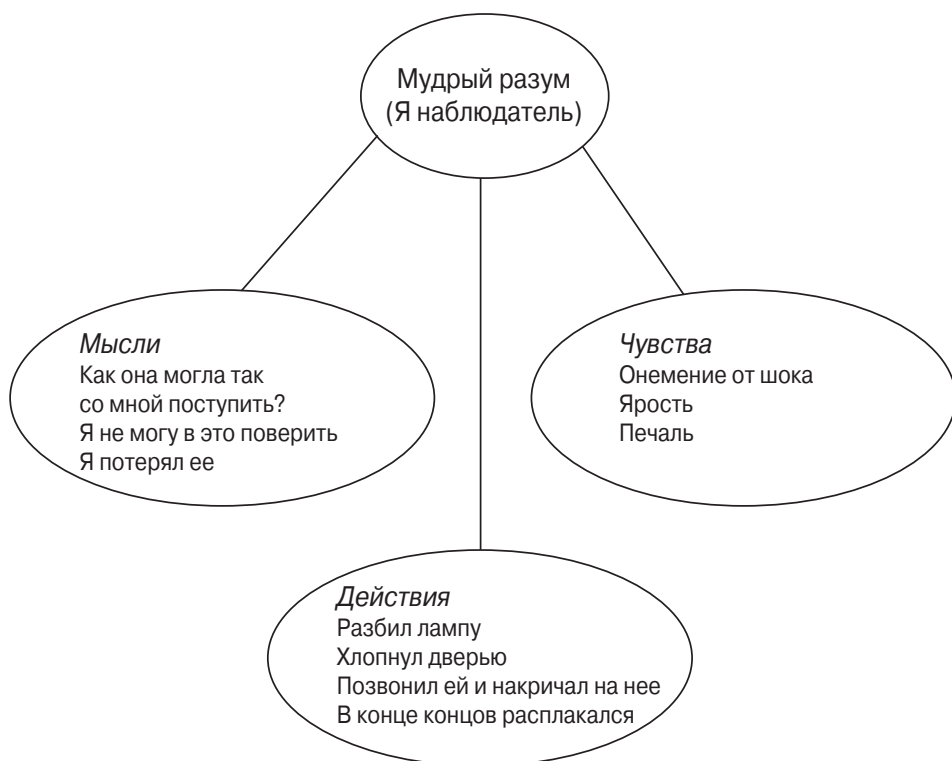 Мудрый разум
(Я наблюдатель)
Мысли
Как она могла так
со мной поступить?
Я не могу в это поверить
Я потерял ее
Чувства
Онемение от шока
Ярость
Печаль
Действия
Разбил лампу
Хлопнул дверью
Позвонил ей и накричал на нее
В конце концов расплакался